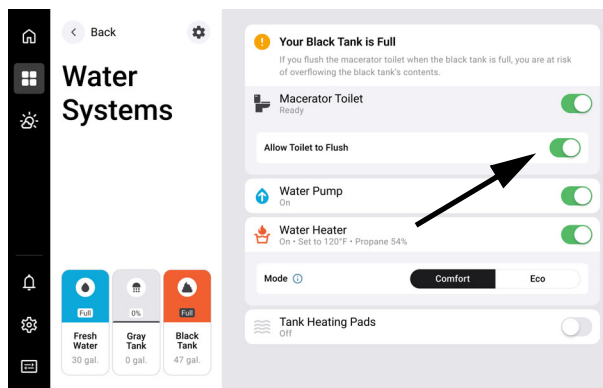 Back
Water
Systems
Full
0%
Full
Fresh
Water
30 gal.
Gray
Tank
0 gal.
Black
Tank
47 gal.
Your Black Tank is Full
If you flush the macerator toilet when the black tank is full, you are at risk
of overflowing the black tank's contents.
Macerator Toilet
Ready
Allow Toilet to Flush
Water Pump
On
Water Heater
On • Set to 120°F • Propane 54%
Mode
Comfort
Eco
Tank Heating Pads
Off